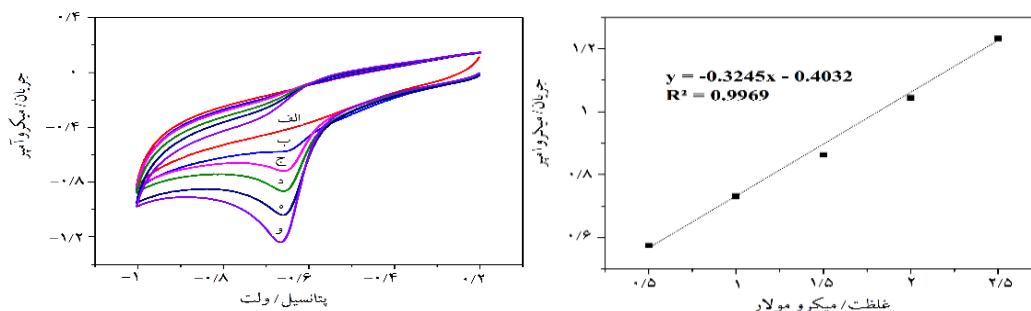 جریان/میکروآمپر
۰/۴
۰
−۰/۴
−۰/۸
−۱/۲
الف
ب
ج
د
ه
و
−۱
−۰/۸
−۰/۶
−۰/۴
۰/۲
پتانسیل/ولت
جریان/میکروآمپر
۱/۲
۱
۰/۸
۰/۶
y = -0.3245x - 0.4032
R² = 0.9969
۰/۵
۱
۱/۵
۲
۲/۵
غلظت/میکرو مولار